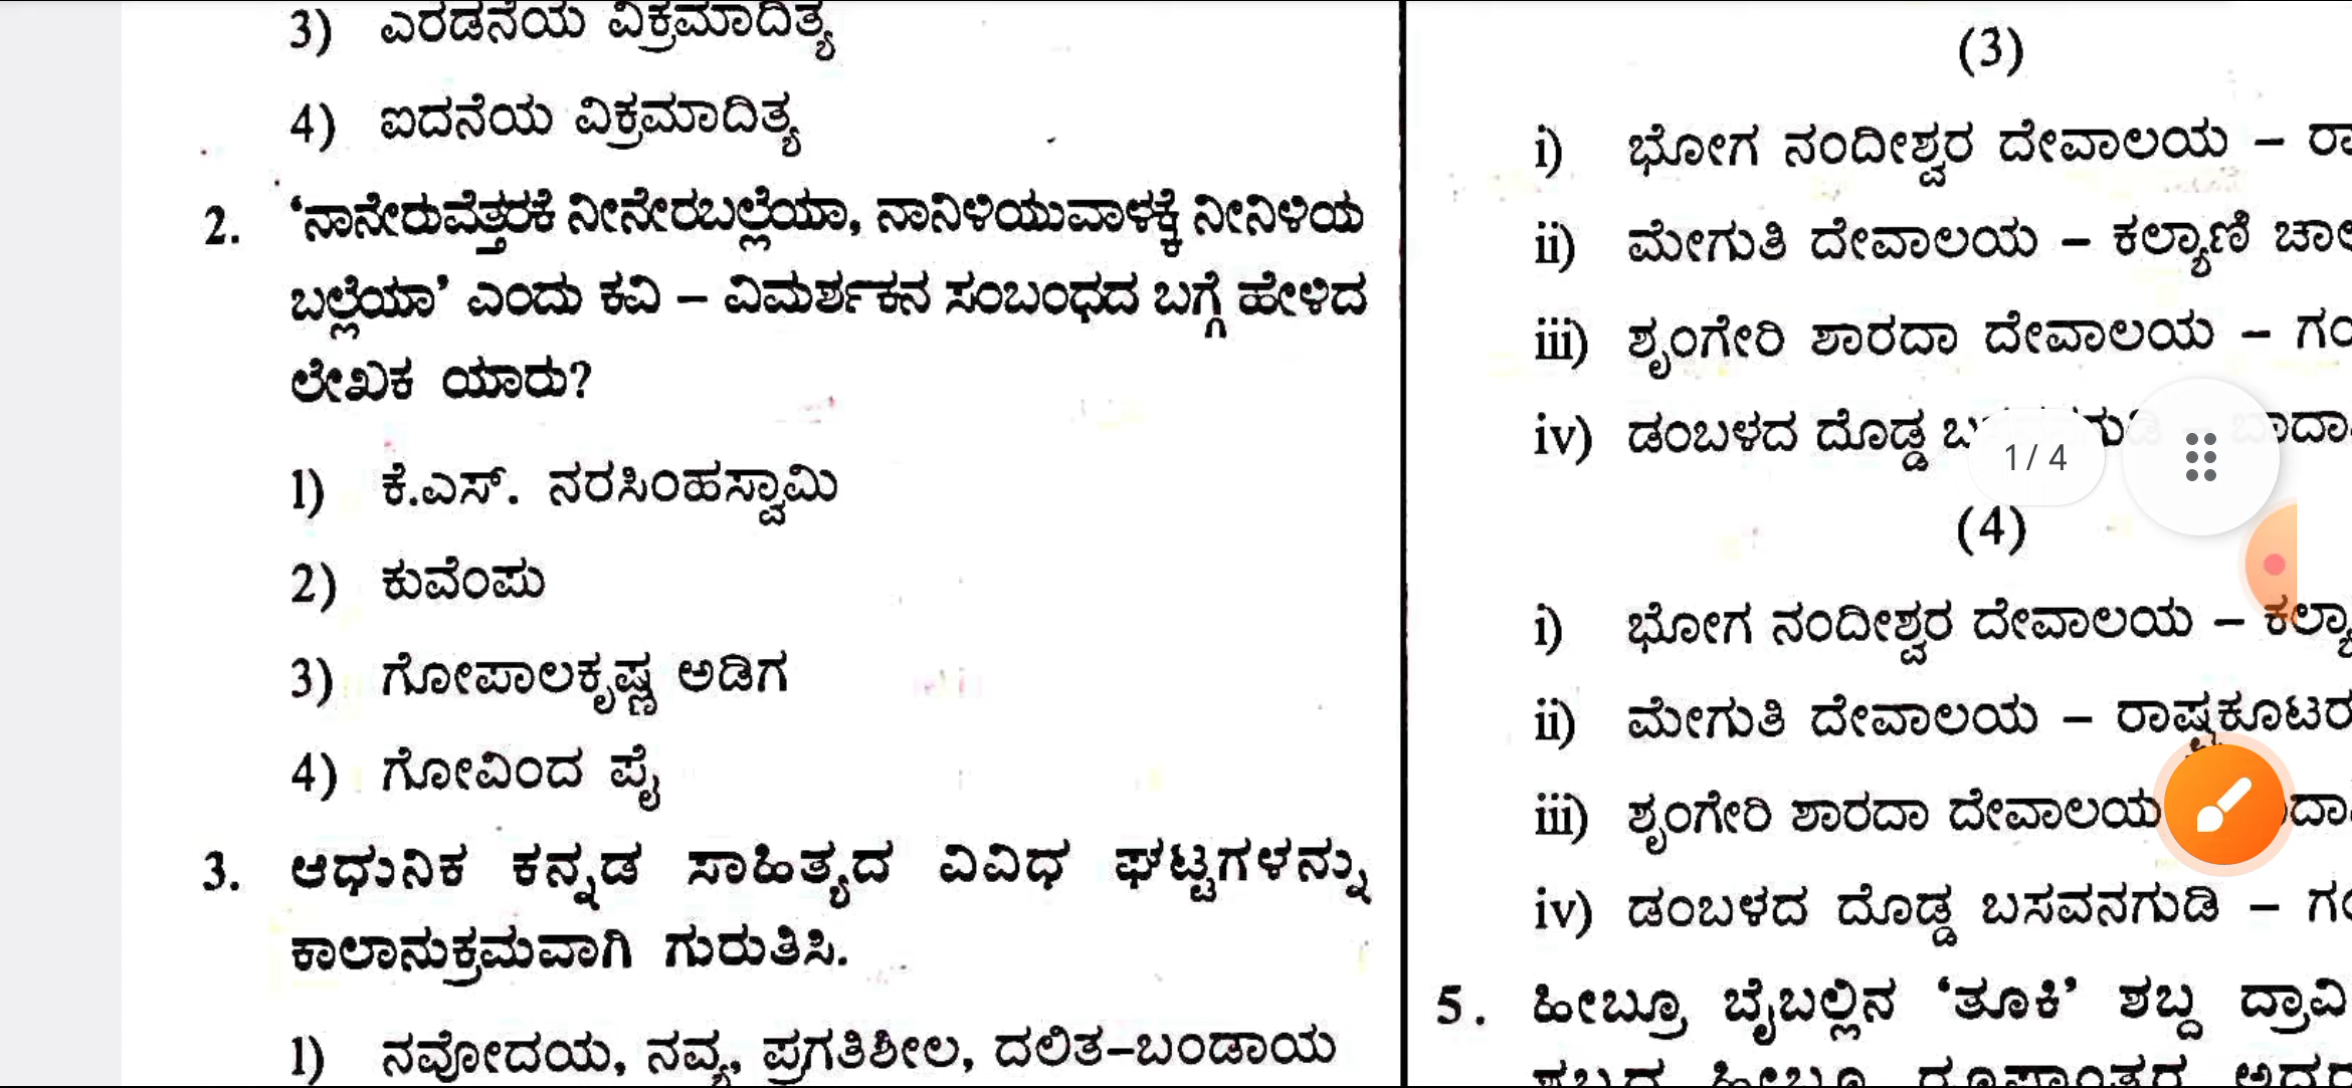 3) ಎರಡನೆಯ ವಿಕ್ರಮಾದಿತ್ಯ
4) ಐದನೆಯ ವಿಕ್ರಮಾದಿತ್ಯ
2. ‘ನಾನೇರುವೆತ್ತರಕೆ ನೀನೇರಬಲ್ಲೆಯಾ, ನಾನಿಳಿಯುವಾಳಕ್ಕೆ ನೀನಿಳಿಯ
ಬಲ್ಲೆಯಾ’ ಎಂದು ಕವಿ – ವಿಮರ್ಶಕನ ಸಂಬಂಧದ ಬಗ್ಗೆ ಹೇಳಿದ
ಲೇಖಕ ಯಾರು?
1) ಕೆ.ಎಸ್. ನರಸಿಂಹಸ್ವಾಮಿ
2) ಕುವೆಂಪು
3) ಗೋಪಾಲಕೃಷ್ಣ ಅಡಿಗ
4) ಗೋವಿಂದ ಪೈ
3. ಆಧುನಿಕ ಕನ್ನಡ ಸಾಹಿತ್ಯದ ವಿವಿಧ ಘಟ್ಟಗಳನ್ನು
ಕಾಲಾನುಕ್ರಮವಾಗಿ ಗುರುತಿಸಿ.
1) ನವೋದಯ, ನವ್ಯ, ಪ್ರಗತಿಶೀಲ, ದಲಿತ–ಬಂಡಾಯ
(3)
i) ಭೋಗ ನಂದೀಶ್ವರ ದೇವಾಲಯ –
ii) ಮೇಗುತಿ ದೇವಾಲಯ – ಕಲ್ಯಾಣಿ
iii) ಶೃಂಗೇರಿ ಶಾರದಾ ದೇವಾಲಯ –
iv) ಡಂಬಳದ ದೊಡ್ಡ
1/4
(4)
i) ಭೋಗ ನಂದೀಶ್ವರ ದೇವಾಲಯ –
ii) ಮೇಗುತಿ ದೇವಾಲಯ – ರಾಷ್ಟ್ರಕೂಟರ
iii) ಶೃಂಗೇರಿ ಶಾರದಾ ದೇವಾಲಯ
iv) ಡಂಬಳದ ದೊಡ್ಡ ಬಸವನಗುಡಿ –
5. ಹೀಬ್ರೂ ಬೈಬಲ್ಲಿನ ‘ತೂಕಿ’ ಶಬ್ದ